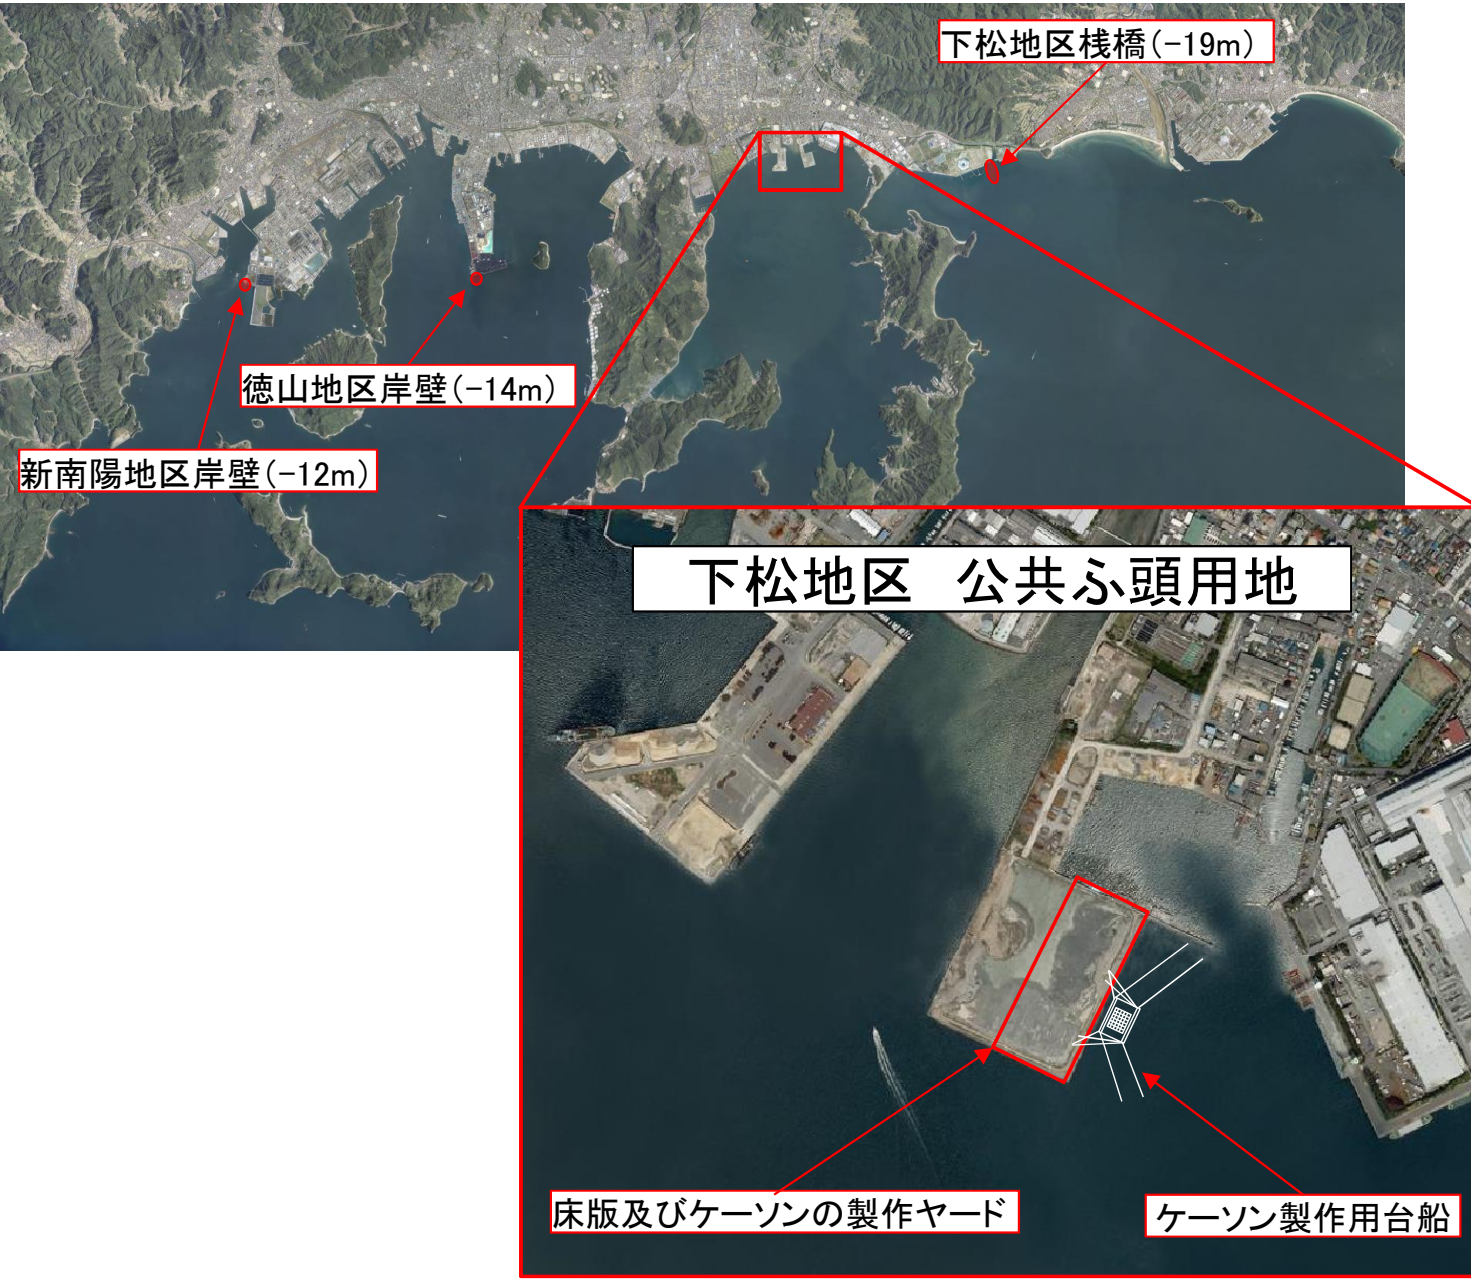 下松地区桟橋(-19m)
徳山地区岸壁(-14m)
新南陽地区岸壁(-12m)
下松地区　公共ふ頭用地
床版及びケーソンの製作ヤード
ケーソン製作用台船